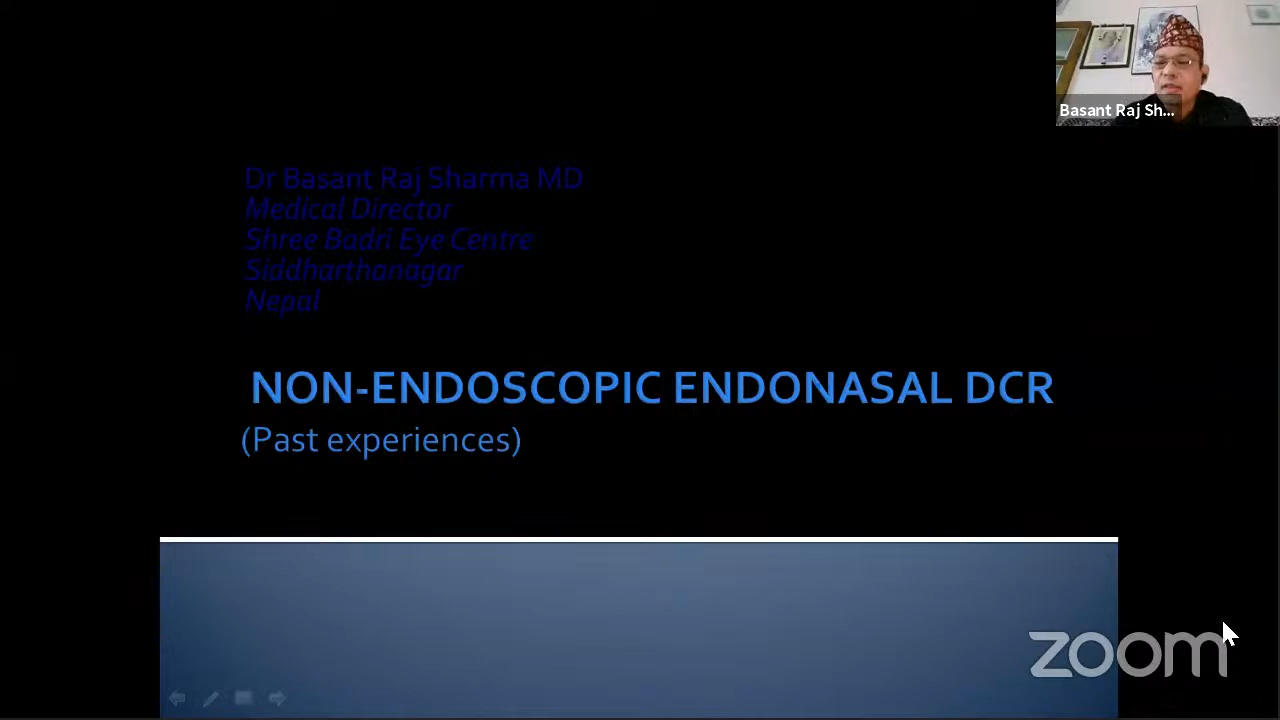 Basant Raj Sh...
Dr Basant Raj Sharma MD
Medical Director
Shree Badri Eye Centre
Siddharthanagar
Nepal
NON-ENDOSCOPIC ENDONASAL DCR
(Past experiences)
zoom